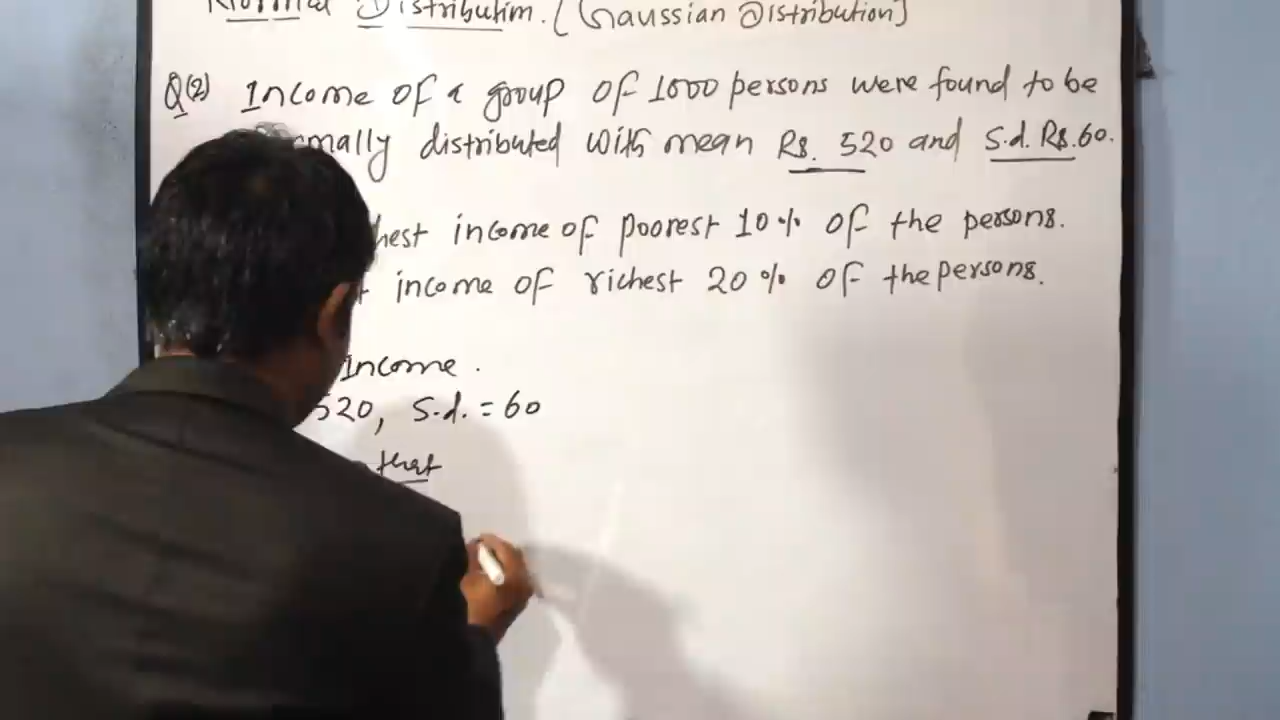 Normal Distribution. (Gaussian Distribution)
Q(2) Income of a group of 1000 persons were found to be
distributed with mean Rs. 520 and S.d. Rs. 60.
income of poorest 10% of the persons.
income of richest 20% of the persons.
Income.
520, S.d. = 60
that